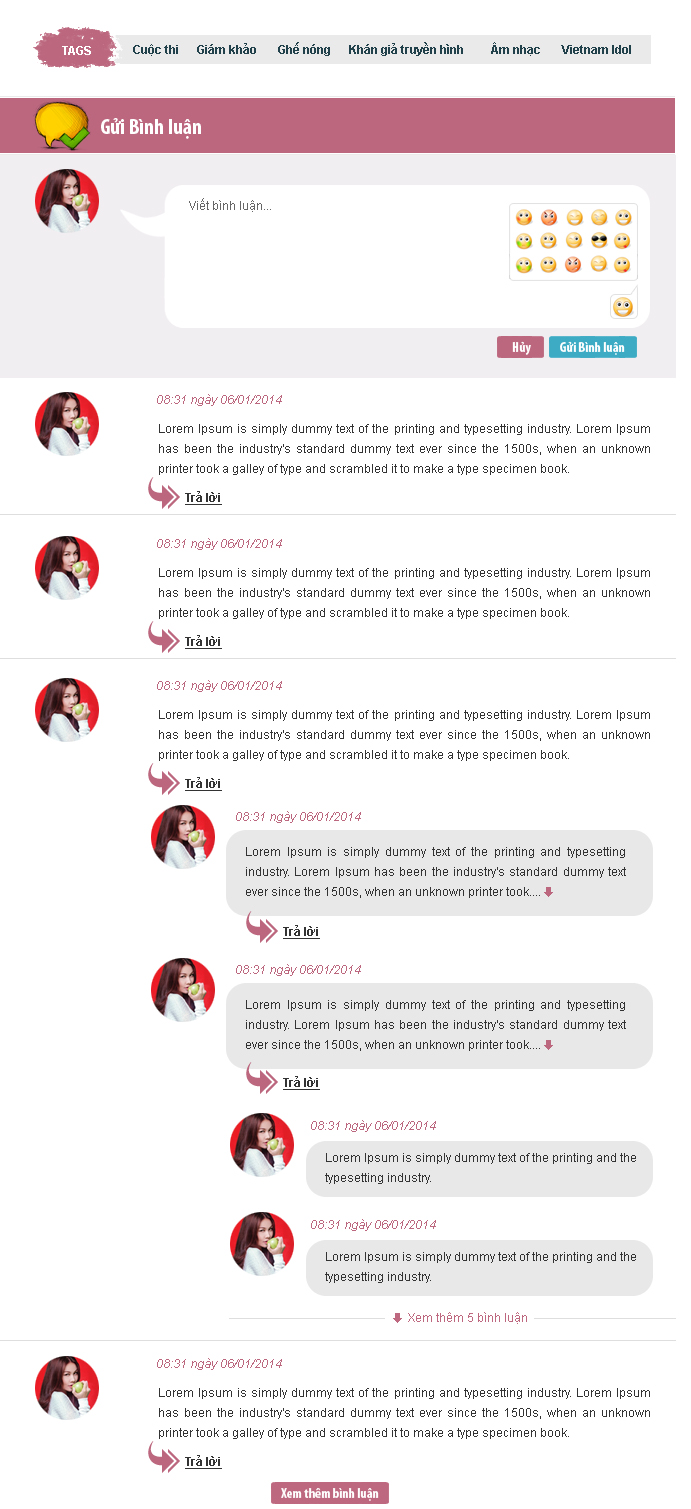 TAGS Cuộc thi Giám khảo Ghế nóng Khán giả truyền hình Âm nhạc Vietnam Idol
Gửi Bình luận
Viết bình luận...
Hủy Gửi Bình luận
08:31 ngày 06/01/2014
Lorem Ipsum is simply dummy text of the printing and typesetting industry. Lorem Ipsum
has been the industry's standard dummy text ever since the 1500s, when an unknown
printer took a galley of type and scrambled it to make a type specimen book.
Trả lời
08:31 ngày 06/01/2014
Lorem Ipsum is simply dummy text of the printing and typesetting industry. Lorem Ipsum
has been the industry's standard dummy text ever since the 1500s, when an unknown
printer took a galley of type and scrambled it to make a type specimen book.
Trả lời
08:31 ngày 06/01/2014
Lorem Ipsum is simply dummy text of the printing and typesetting industry. Lorem Ipsum
has been the industry's standard dummy text ever since the 1500s, when an unknown
printer took a galley of type and scrambled it to make a type specimen book.
Trả lời
08:31 ngày 06/01/2014
Lorem Ipsum is simply dummy text of the printing and typesetting
industry. Lorem Ipsum has been the industry's standard dummy text
ever since the 1500s, when an unknown printer took....
Trả lời
08:31 ngày 06/01/2014
Lorem Ipsum is simply dummy text of the printing and typesetting
industry. Lorem Ipsum has been the industry's standard dummy text
ever since the 1500s, when an unknown printer took....
Trả lời
08:31 ngày 06/01/2014
Lorem Ipsum is simply dummy text of the printing and the
typesetting industry.
08:31 ngày 06/01/2014
Lorem Ipsum is simply dummy text of the printing and the
typesetting industry.
Xem thêm 5 bình luận
08:31 ngày 06/01/2014
Lorem Ipsum is simply dummy text of the printing and typesetting industry. Lorem Ipsum
has been the industry's standard dummy text ever since the 1500s, when an unknown
printer took a galley of type and scrambled it to make a type specimen book.
Trả lời
Xem thêm bình luận